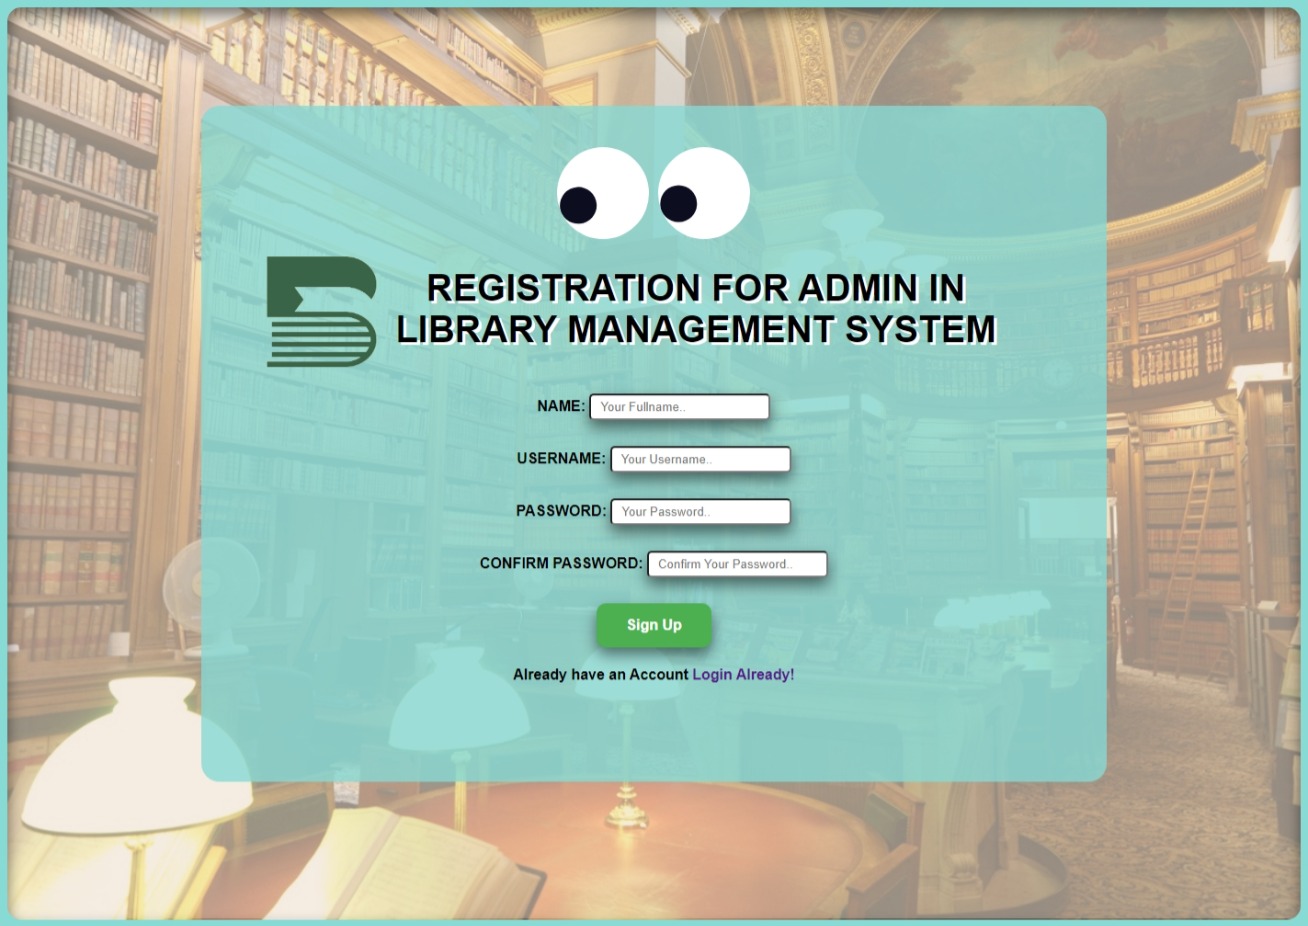 REGISTRATION FOR ADMIN IN
LIBRARY MANAGEMENT SYSTEM
NAME: Your Fullname..
USERNAME: Your Username..
PASSWORD: Your Password..
CONFIRM PASSWORD: Confirm Your Password..
Sign Up
Already have an Account Login Already!